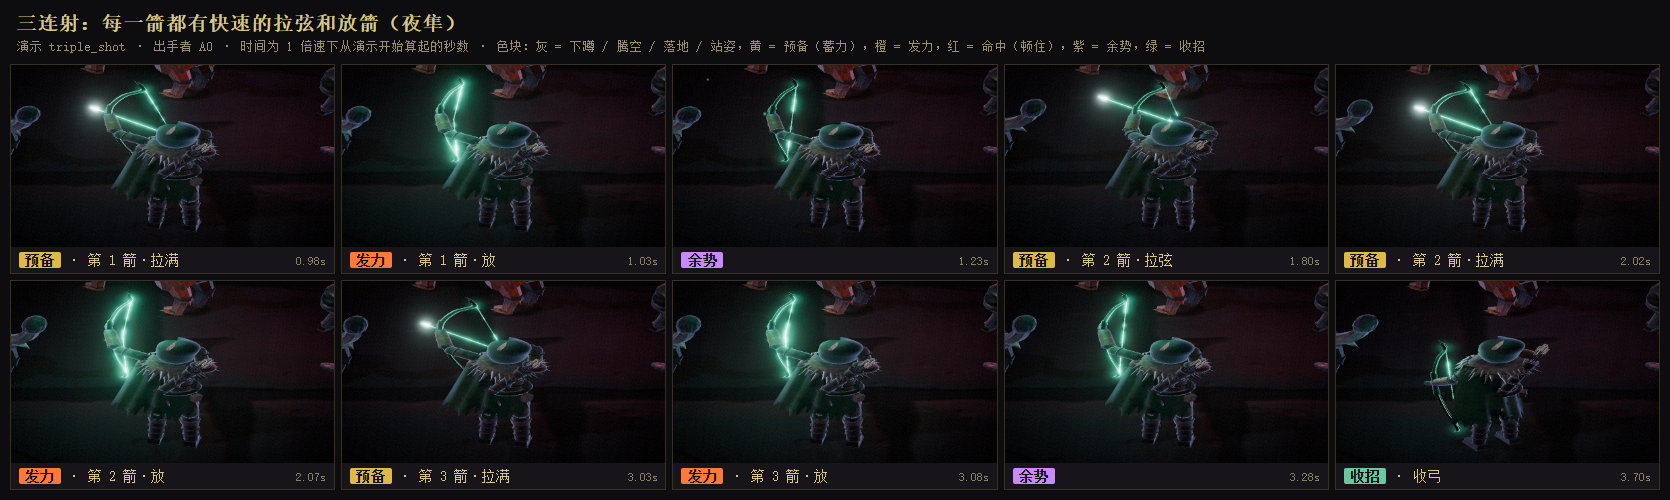 三连射：每一箭都有快速的拉弦和放箭（夜隼）
演示 triple_shot · 出手者 A0 · 时间为 1 倍速下从演示开始算起的秒数 · 色块：灰 = 下蹲 / 腾空 / 落地 / 站姿，黄 = 预备（蓄力），橙 = 发力，红 = 命中（顿住），紫 = 余势，绿 = 收招
预备 · 第 1 箭·拉满 0.98s
发力 · 第 1 箭·放 1.03s
余势 1.23s
预备 · 第 2 箭·拉弦 1.80s
预备 · 第 2 箭·拉满 2.02s
发力 · 第 2 箭·放 2.07s
预备 · 第 3 箭·拉满 3.03s
发力 · 第 3 箭·放 3.08s
余势 3.28s
收招 · 收弓 3.70s